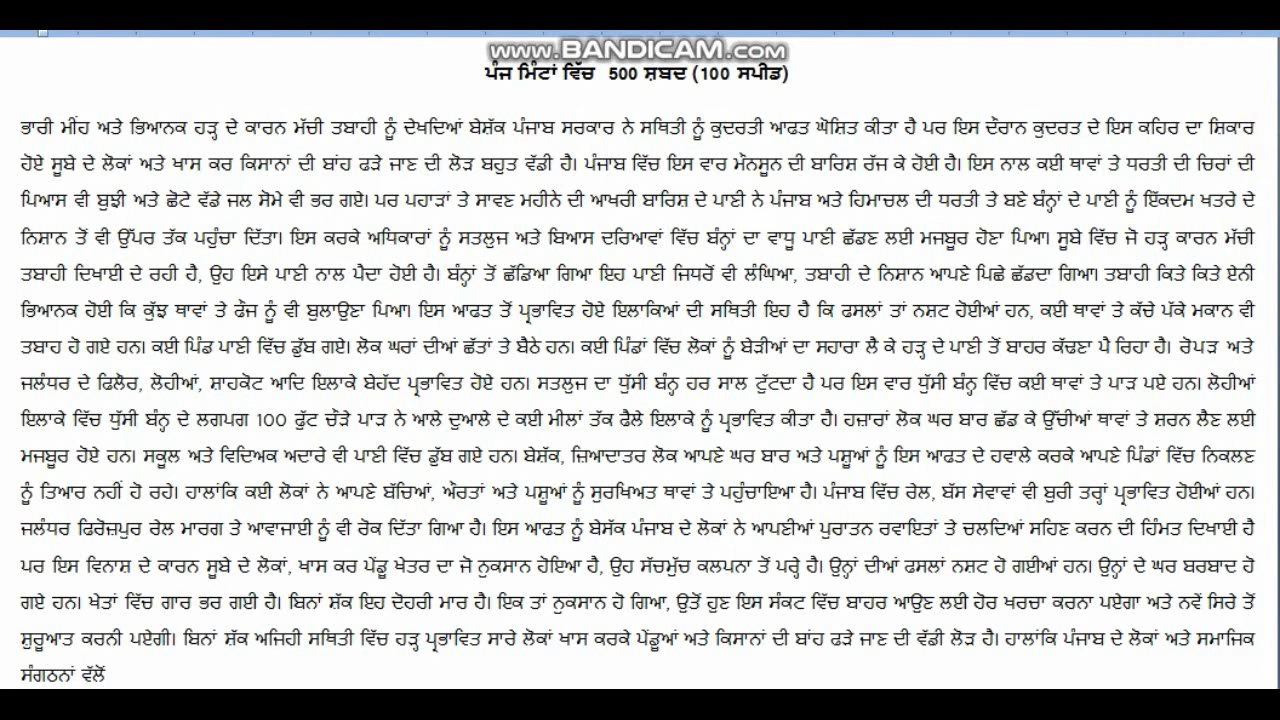 www.BANDICAM.com
ਪੰਜ ਮਿੰਟਾਂ ਵਿੱਚ 500 ਸ਼ਬਦ (100 ਸਪੀਡ)
ਭਾਰੀ ਮੀਂਹ ਅਤੇ ਭਿਆਨਕ ਹੜ੍ਹ ਦੇ ਕਾਰਨ ਮੱਚੀ ਤਬਾਹੀ ਨੂੰ ਦੇਖਦਿਆਂ ਬੇਸ਼ੱਕ ਪੰਜਾਬ ਸਰਕਾਰ ਨੇ ਸਥਿਤੀ ਨੂੰ ਕੁਦਰਤੀ ਆਫਤ ਘੋਸ਼ਿਤ ਕੀਤਾ ਹੈ ਪਰ ਇਸ ਦੌਰਾਨ ਕੁਦਰਤ ਦੇ ਇਸ ਕਹਿਰ ਦਾ ਸ਼ਿਕਾਰ
ਹੋਏ ਸੂਬੇ ਦੇ ਲੋਕਾਂ ਅਤੇ ਖਾਸ ਕਰ ਕਿਸਾਨਾਂ ਦੀ ਬਾਂਹ ਫੜੇ ਜਾਣ ਦੀ ਲੋੜ ਬਹੁਤ ਵੱਡੀ ਹੈ। ਪੰਜਾਬ ਵਿੱਚ ਇਸ ਵਾਰ ਮੌਨਸੂਨ ਦੀ ਬਾਰਿਸ਼ ਰੱਜ ਕੇ ਹੋਈ ਹੈ। ਇਸ ਨਾਲ ਕਈ ਥਾਵਾਂ ਤੇ ਧਰਤੀ ਦੀ ਚਿਰਾਂ ਦੀ
ਪਿਆਸ ਵੀ ਬੁਝੀ ਅਤੇ ਛੋਟੇ ਵੱਡੇ ਜਲ ਸੋਮੇ ਵੀ ਭਰ ਗਏ। ਪਰ ਪਹਾੜਾਂ ਤੇ ਸਾਵਣ ਮਹੀਨੇ ਦੀ ਆਖਰੀ ਬਾਰਿਸ਼ ਦੇ ਪਾਣੀ ਨੇ ਪੰਜਾਬ ਅਤੇ ਹਿਮਾਚਲ ਦੀ ਧਰਤੀ ਤੇ ਬਣੇ ਬੰਨ੍ਹਾਂ ਦੇ ਪਾਣੀ ਨੂੰ ਇੱਕਦਮ ਖਤਰੇ ਦੇ
ਨਿਸ਼ਾਨ ਤੋਂ ਵੀ ਉੱਪਰ ਤੱਕ ਪਹੁੰਚਾ ਦਿੱਤਾ। ਇਸ ਕਰਕੇ ਅਧਿਕਾਰਾਂ ਨੂੰ ਸਤਲੁਜ ਅਤੇ ਬਿਆਸ ਦਰਿਆਵਾਂ ਵਿੱਚ ਬੰਨ੍ਹਾਂ ਦਾ ਵਾਧੂ ਪਾਣੀ ਛੱਡਣ ਲਈ ਮਜਬੂਰ ਹੋਣਾ ਪਿਆ। ਸੂਬੇ ਵਿੱਚ ਜੋ ਹੜ੍ਹ ਕਾਰਨ ਮੱਚੀ
ਤਬਾਹੀ ਦਿਖਾਈ ਦੇ ਰਹੀ ਹੈ, ਉਹ ਇਸੇ ਪਾਣੀ ਨਾਲ ਪੈਦਾ ਹੋਈ ਹੈ। ਬੰਨ੍ਹਾਂ ਤੋਂ ਛੱਡਿਆ ਗਿਆ ਇਹ ਪਾਣੀ ਜਿਧਰੋਂ ਵੀ ਲੰਘਿਆ, ਤਬਾਹੀ ਦੇ ਨਿਸ਼ਾਨ ਆਪਣੇ ਪਿਛੇ ਛੱਡਦਾ ਗਿਆ। ਤਬਾਹੀ ਕਿਤੇ ਕਿਤੇ ਏਨੀ
ਭਿਆਨਕ ਹੋਈ ਕਿ ਕੁੱਝ ਥਾਵਾਂ ਤੇ ਫੌਜ ਨੂੰ ਵੀ ਬੁਲਾਉਣਾ ਪਿਆ। ਇਸ ਆਫਤ ਤੋਂ ਪ੍ਰਭਾਵਿਤ ਹੋਏ ਇਲਾਕਿਆਂ ਦੀ ਸਥਿਤੀ ਇਹ ਹੈ ਕਿ ਫਸਲਾਂ ਤਾਂ ਨਸ਼ਟ ਹੋਈਆਂ ਹਨ, ਕਈ ਥਾਵਾਂ ਤੇ ਕੱਚੇ ਪੱਕੇ ਮਕਾਨ ਵੀ
ਤਬਾਹ ਹੋ ਗਏ ਹਨ। ਕਈ ਪਿੰਡ ਪਾਣੀ ਵਿੱਚ ਡੁੱਬ ਗਏ। ਲੋਕ ਘਰਾਂ ਦੀਆਂ ਛੱਤਾਂ ਤੇ ਬੈਠੇ ਹਨ। ਕਈ ਪਿੰਡਾਂ ਵਿੱਚ ਲੋਕਾਂ ਨੂੰ ਬੇੜੀਆਂ ਦਾ ਸਹਾਰਾ ਲੈ ਕੇ ਹੜ੍ਹ ਦੇ ਪਾਣੀ ਤੋਂ ਬਾਹਰ ਕੱਢਣਾ ਪੈ ਰਿਹਾ ਹੈ। ਰੋਪੜ ਅਤੇ
ਜਲੰਧਰ ਦੇ ਫਿਲੌਰ, ਲੋਹੀਆਂ, ਸ਼ਾਹਕੋਟ ਆਦਿ ਇਲਾਕੇ ਬੇਹੱਦ ਪ੍ਰਭਾਵਿਤ ਹੋਏ ਹਨ। ਸਤਲੁਜ ਦਾ ਧੁੱਸੀ ਬੰਨ੍ਹ ਹਰ ਸਾਲ ਟੁੱਟਦਾ ਹੈ ਪਰ ਇਸ ਵਾਰ ਧੁੱਸੀ ਬੰਨ੍ਹ ਵਿੱਚ ਕਈ ਥਾਵਾਂ ਤੇ ਪਾੜ ਪਏ ਹਨ। ਲੋਹੀਆਂ
ਇਲਾਕੇ ਵਿੱਚ ਧੁੱਸੀ ਬੰਨ੍ਹ ਦੇ ਲਗਪਗ 100 ਫੁੱਟ ਚੌੜੇ ਪਾੜ ਨੇ ਆਲੇ ਦੁਆਲੇ ਦੇ ਕਈ ਮੀਲਾਂ ਤੱਕ ਫੈਲੇ ਇਲਾਕੇ ਨੂੰ ਪ੍ਰਭਾਵਿਤ ਕੀਤਾ ਹੈ। ਹਜ਼ਾਰਾਂ ਲੋਕ ਘਰ ਬਾਰ ਛੱਡ ਕੇ ਉੱਚੀਆਂ ਥਾਵਾਂ ਤੇ ਸ਼ਰਨ ਲੈਣ ਲਈ
ਮਜਬੂਰ ਹੋਏ ਹਨ। ਸਕੂਲ ਅਤੇ ਵਿਦਿਅਕ ਅਦਾਰੇ ਵੀ ਪਾਣੀ ਵਿੱਚ ਡੁੱਬ ਗਏ ਹਨ। ਬੇਸ਼ੱਕ, ਜ਼ਿਆਦਾਤਰ ਲੋਕ ਆਪਣੇ ਘਰ ਬਾਰ ਅਤੇ ਪਸ਼ੂਆਂ ਨੂੰ ਇਸ ਆਫਤ ਦੇ ਹਵਾਲੇ ਕਰਕੇ ਆਪਣੇ ਪਿੰਡਾਂ ਵਿੱਚ ਨਿਕਲਣ
ਨੂੰ ਤਿਆਰ ਨਹੀਂ ਹੋ ਰਹੇ। ਹਾਲਾਂਕਿ ਕਈ ਲੋਕਾਂ ਨੇ ਆਪਣੇ ਬੱਚਿਆਂ, ਔਰਤਾਂ ਅਤੇ ਪਸ਼ੂਆਂ ਨੂੰ ਸੁਰਖਿਅਤ ਥਾਵਾਂ ਤੇ ਪਹੁੰਚਾਇਆ ਹੈ। ਪੰਜਾਬ ਵਿੱਚ ਰੇਲ, ਬੱਸ ਸੇਵਾਵਾਂ ਵੀ ਬੁਰੀ ਤਰ੍ਹਾਂ ਪ੍ਰਭਾਵਿਤ ਹੋਈਆਂ ਹਨ।
ਜਲੰਧਰ ਫਿਰੋਜ਼ਪੁਰ ਰੇਲ ਮਾਰਗ ਤੇ ਆਵਾਜਾਈ ਨੂੰ ਵੀ ਰੋਕ ਦਿੱਤਾ ਗਿਆ ਹੈ। ਇਸ ਆਫਤ ਨੂੰ ਬੇਸੱਕ ਪੰਜਾਬ ਦੇ ਲੋਕਾਂ ਨੇ ਆਪਣੀਆਂ ਪੁਰਾਤਨ ਰਵਾਇਤਾਂ ਤੇ ਚਲਦਿਆਂ ਸਹਿਣ ਕਰਨ ਦੀ ਹਿੰਮਤ ਦਿਖਾਈ ਹੈ
ਪਰ ਇਸ ਵਿਨਾਸ਼ ਦੇ ਕਾਰਨ ਸੂਬੇ ਦੇ ਲੋਕਾਂ, ਖਾਸ ਕਰ ਪੇਂਡੂ ਖੇਤਰ ਦਾ ਜੋ ਨੁਕਸਾਨ ਹੋਇਆ ਹੈ, ਉਹ ਸੱਚਮੁੱਚ ਕਲਪਨਾ ਤੋਂ ਪਰ੍ਹੇ ਹੈ। ਉਨ੍ਹਾਂ ਦੀਆਂ ਫਸਲਾਂ ਨਸ਼ਟ ਹੋ ਗਈਆਂ ਹਨ। ਉਨ੍ਹਾਂ ਦੇ ਘਰ ਬਰਬਾਦ ਹੋ
ਗਏ ਹਨ। ਖੇਤਾਂ ਵਿੱਚ ਗਾਰ ਭਰ ਗਈ ਹੈ। ਬਿਨਾਂ ਸ਼ੱਕ ਇਹ ਦੋਹਰੀ ਮਾਰ ਹੈ। ਇਕ ਤਾਂ ਨੁਕਸਾਨ ਹੋ ਗਿਆ, ਉਤੋਂ ਹੁਣ ਇਸ ਸੰਕਟ ਵਿੱਚ ਬਾਹਰ ਆਉਣ ਲਈ ਹੋਰ ਖਰਚਾ ਕਰਨਾ ਪਏਗਾ ਅਤੇ ਨਵੇਂ ਸਿਰੇ ਤੋਂ
ਸ਼ੁਰੂਆਤ ਕਰਨੀ ਪਏਗੀ। ਬਿਨਾਂ ਸ਼ੱਕ ਅਜਿਹੀ ਸਥਿਤੀ ਵਿੱਚ ਹੜ੍ਹ ਪ੍ਰਭਾਵਿਤ ਸਾਰੇ ਲੋਕਾਂ ਖਾਸ ਕਰਕੇ ਪੇਂਡੂਆਂ ਅਤੇ ਕਿਸਾਨਾਂ ਦੀ ਬਾਂਹ ਫੜੇ ਜਾਣ ਦੀ ਵੱਡੀ ਲੋੜ ਹੈ। ਹਾਲਾਂਕਿ ਪੰਜਾਬ ਦੇ ਲੋਕਾਂ ਅਤੇ ਸਮਾਜਿਕ
ਸੰਗਠਨਾਂ ਵੱਲੋਂ